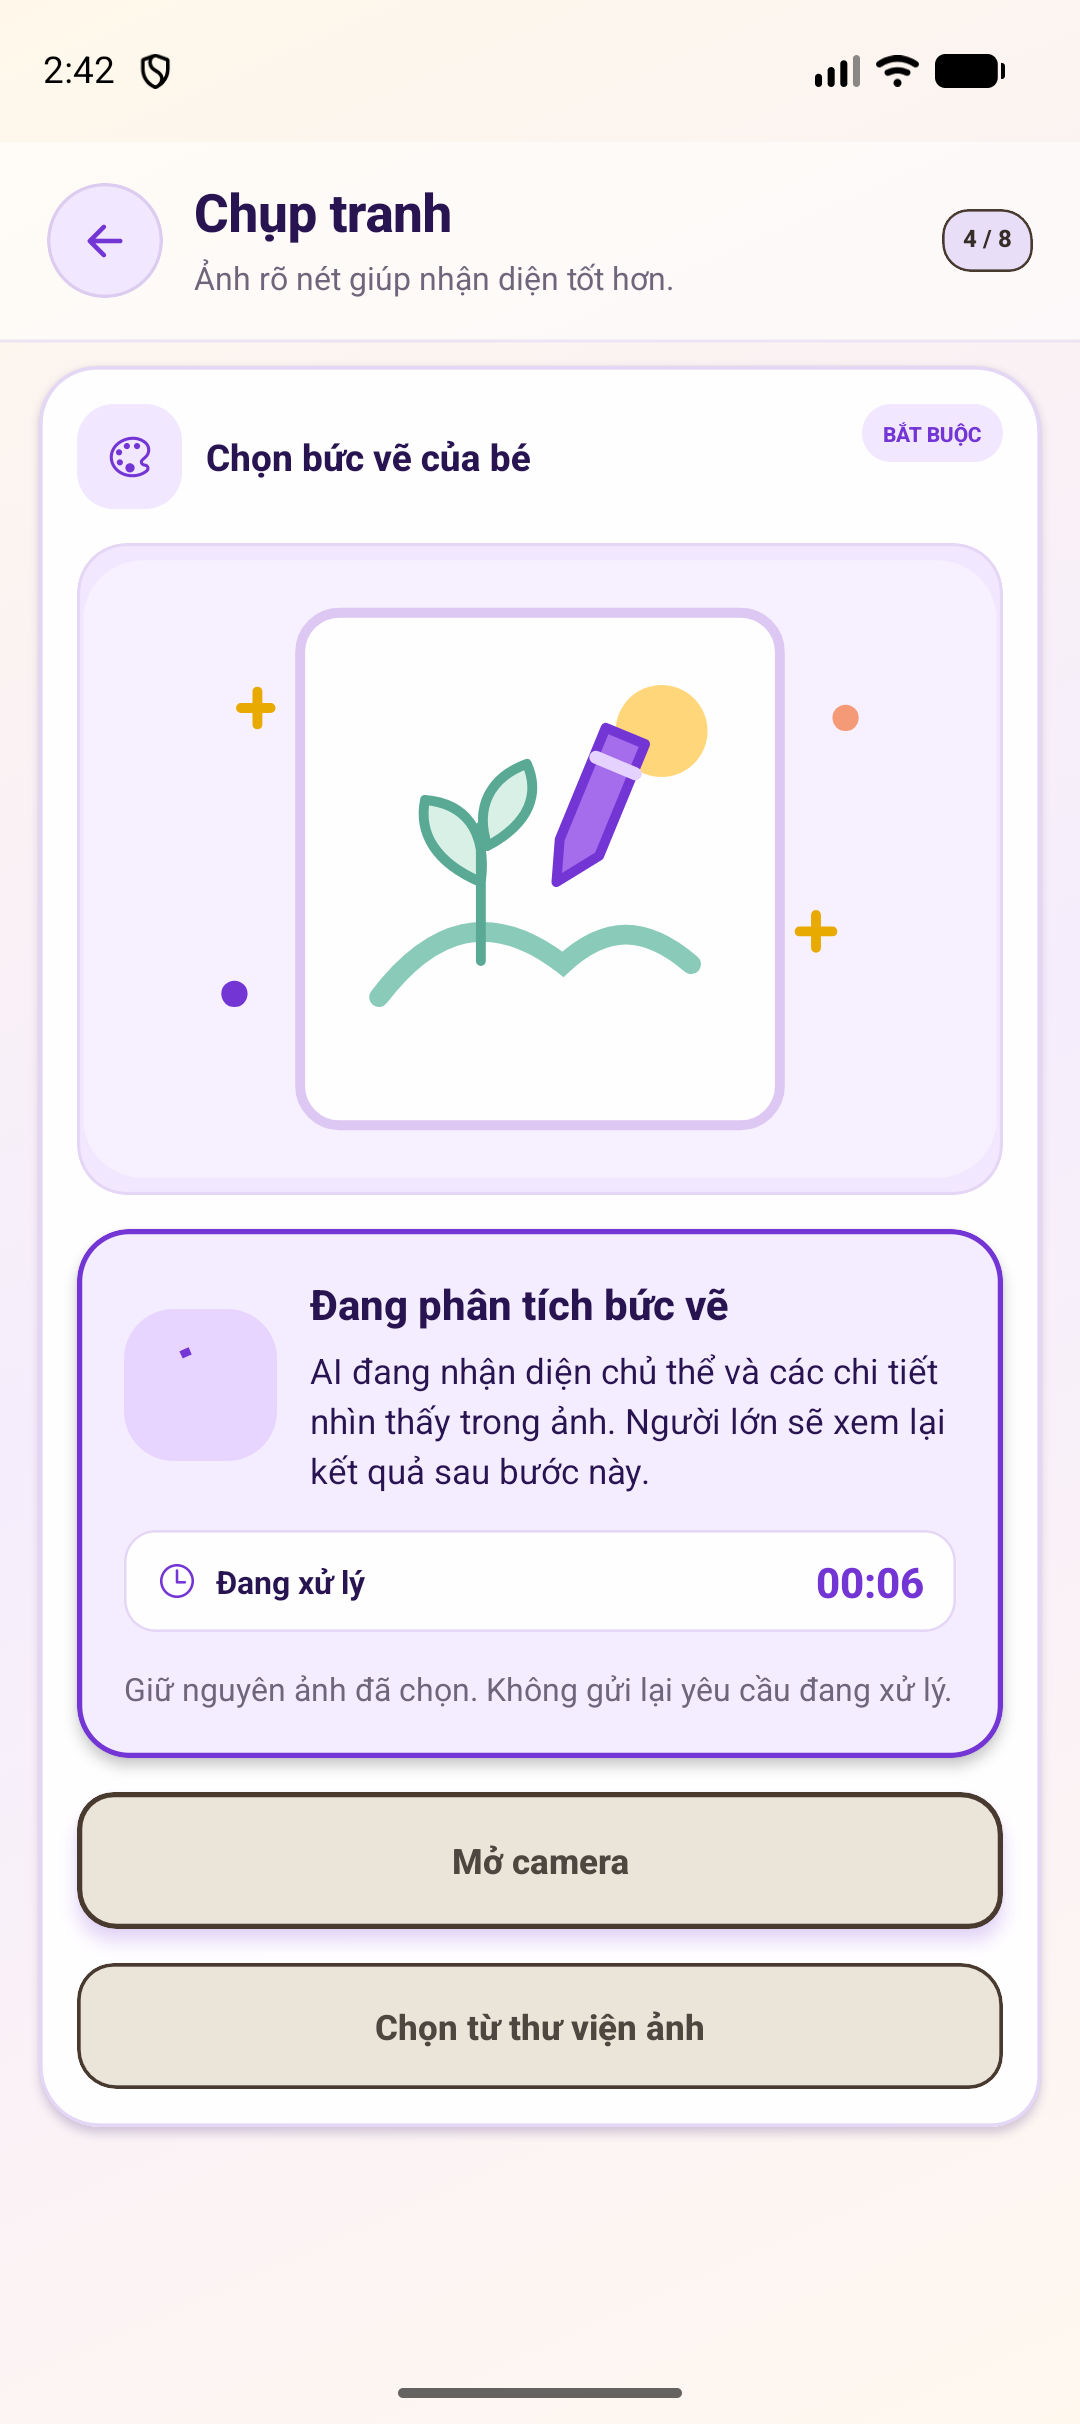 2:42
Chụp tranh
Ảnh rõ nét giúp nhận diện tốt hơn.
4 / 8
Chọn bức vẽ của bé
BẮT BUỘC
Đang phân tích bức vẽ
AI đang nhận diện chủ thể và các chi tiết
nhìn thấy trong ảnh. Người lớn sẽ xem lại
kết quả sau bước này.
Đang xử lý
00:06
Giữ nguyên ảnh đã chọn. Không gửi lại yêu cầu đang xử lý.
Mở camera
Chọn từ thư viện ảnh